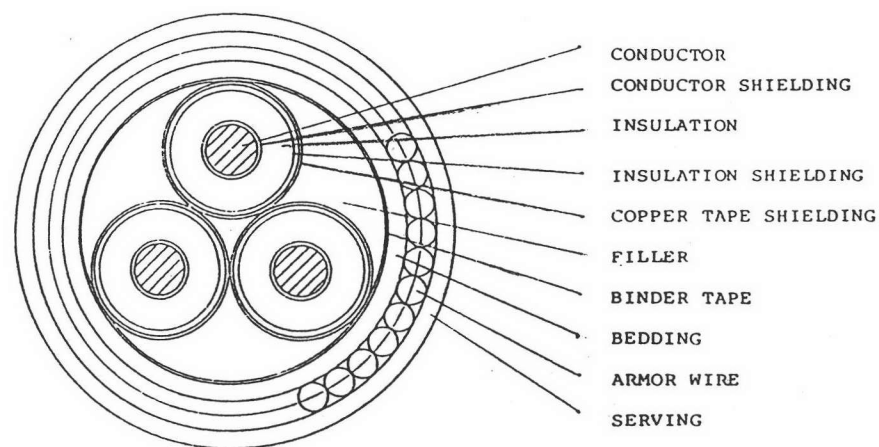 CONDUCTOR
CONDUCTOR SHIELDING
INSULATION
INSULATION SHIELDING
COPPER TAPE SHIELDING
FILLER
BINDER TAPE
BEDDING
ARMOR WIRE
SERVING